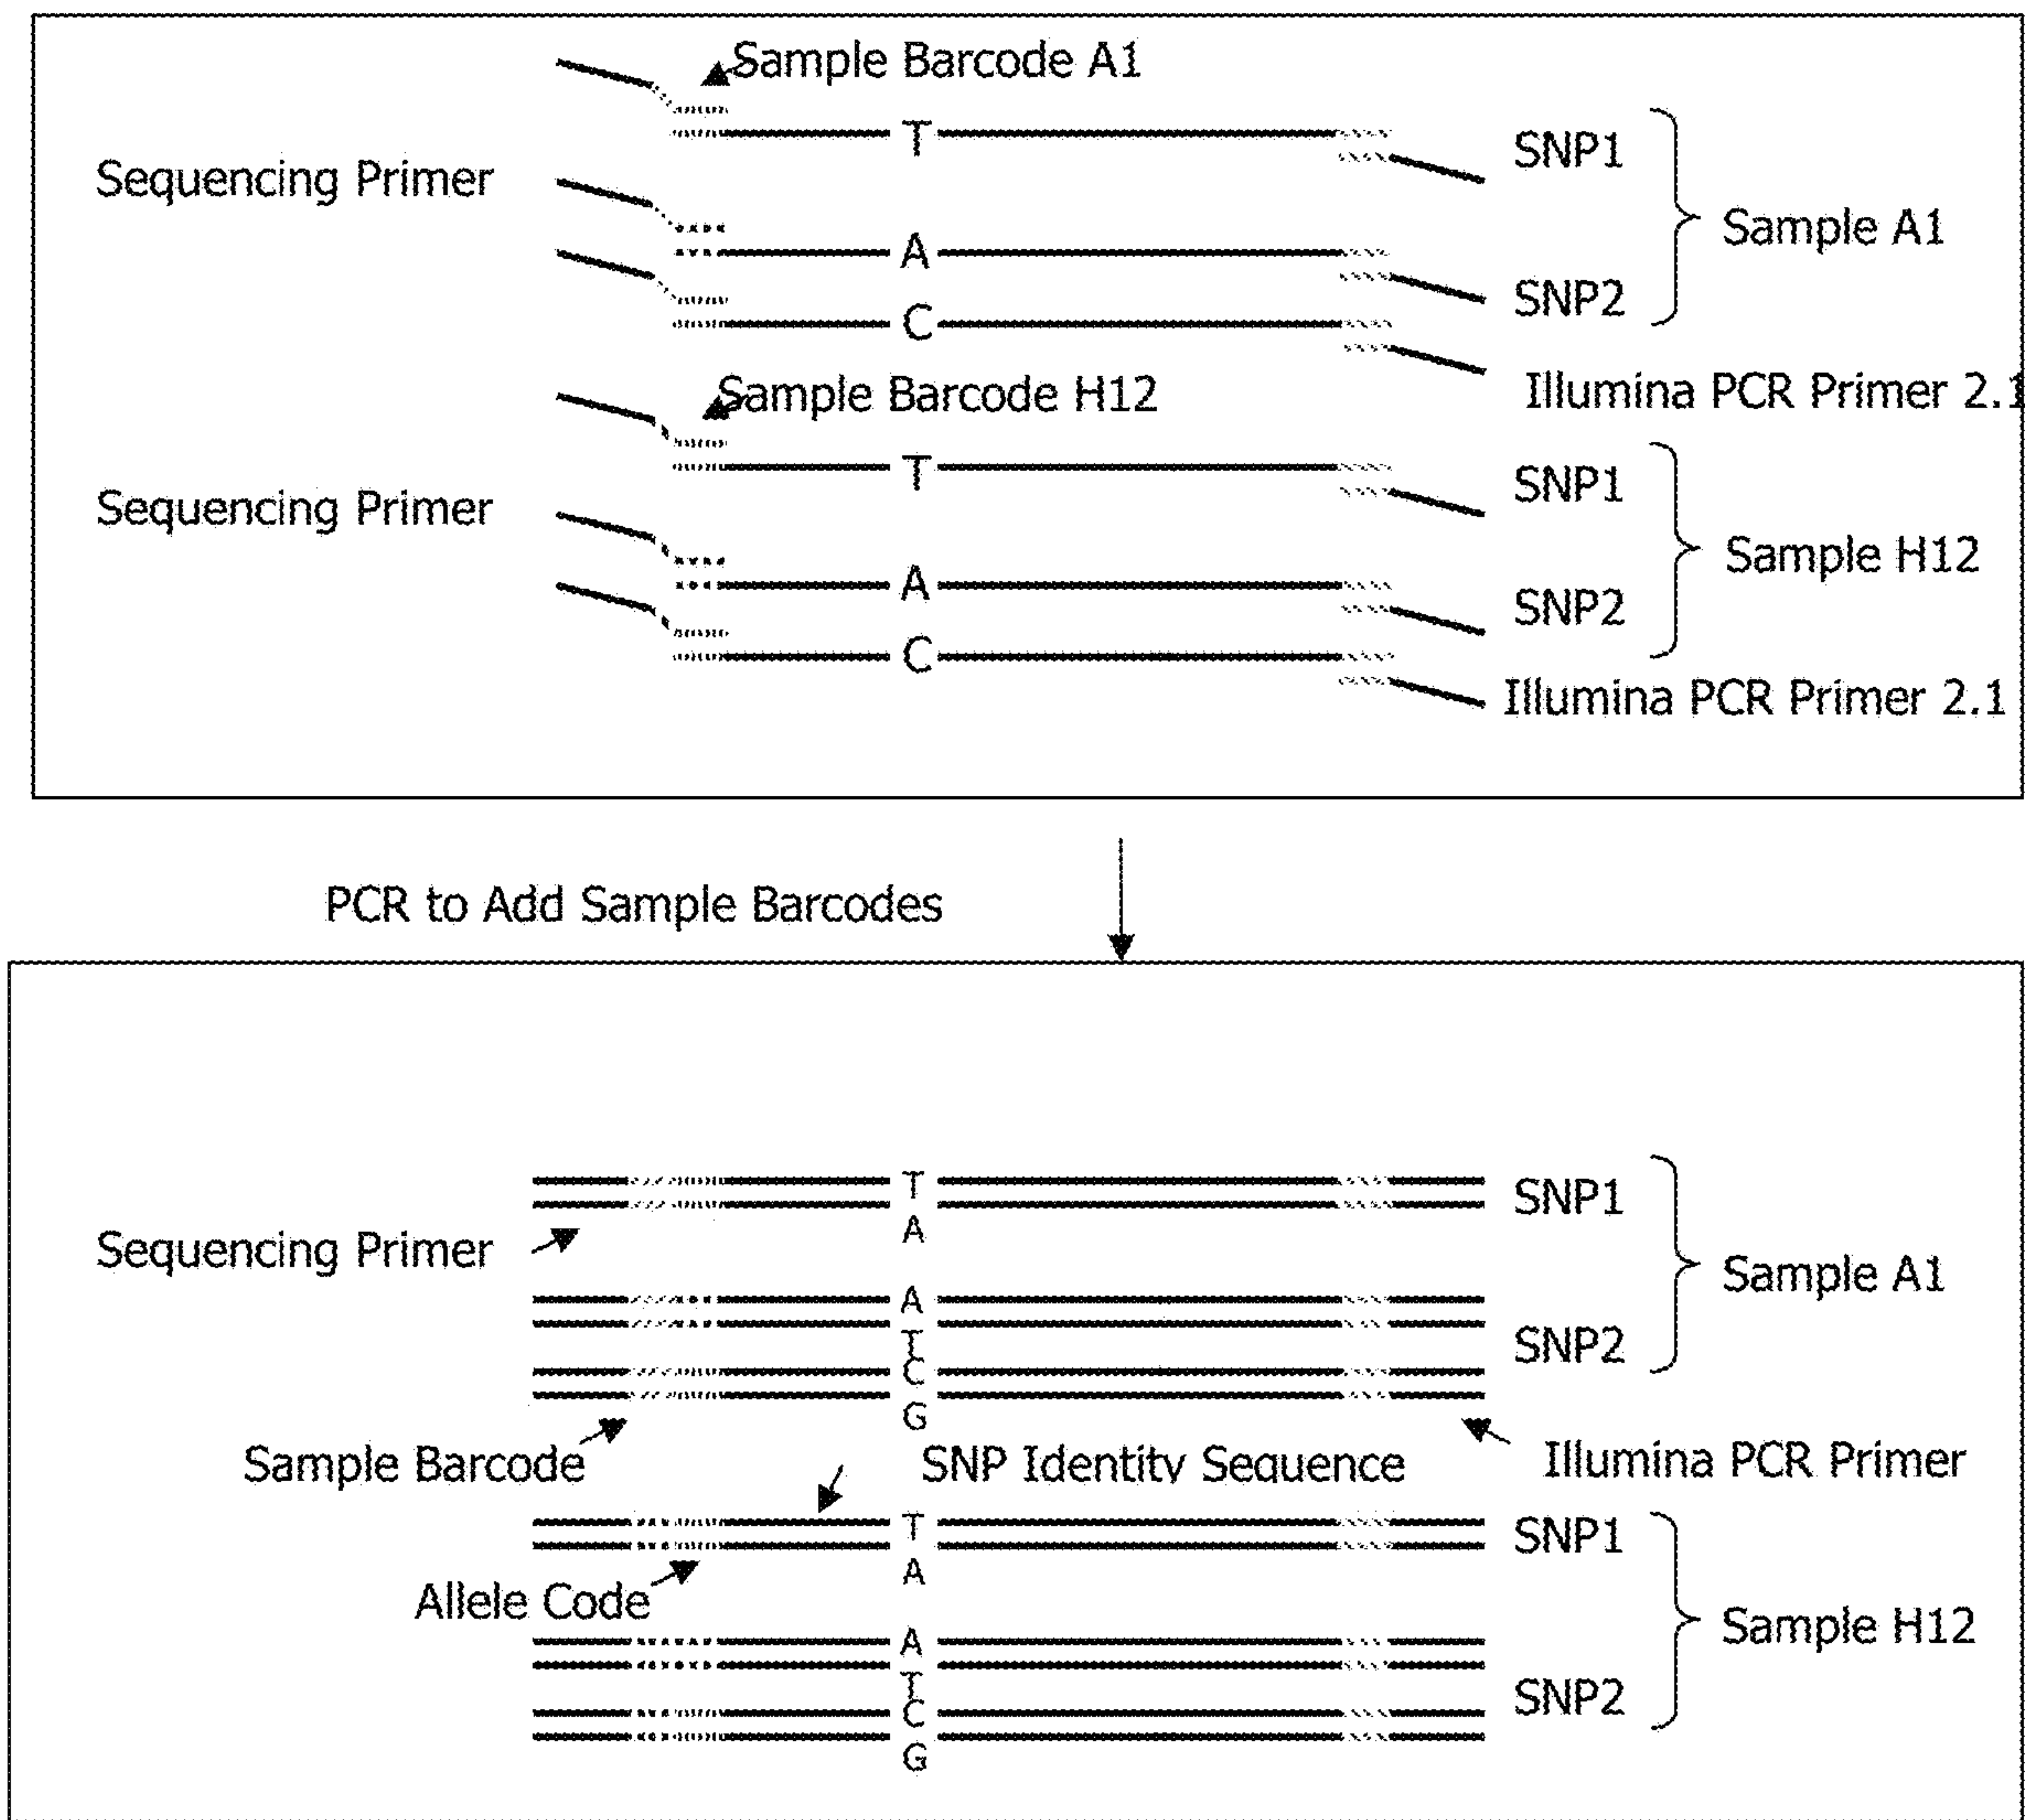 Sample Barcode A1
T
SNP1
Sequencing Primer
Sample A1
A
SNP2
C
Illumina PCR Primer 2.1
Sample Barcode H12
T
SNP1
Sequencing Primer
Sample H12
A
SNP2
C
Illumina PCR Primer 2.1
PCR to Add Sample Barcodes
T
SNP1
A
Sequencing Primer
Sample A1
A
T
SNP2
C
G
Sample Barcode
SNP Identity Sequence
Illumina PCR Primer
T
SNP1
A
Allele Code
Sample H12
A
T
SNP2
C
G